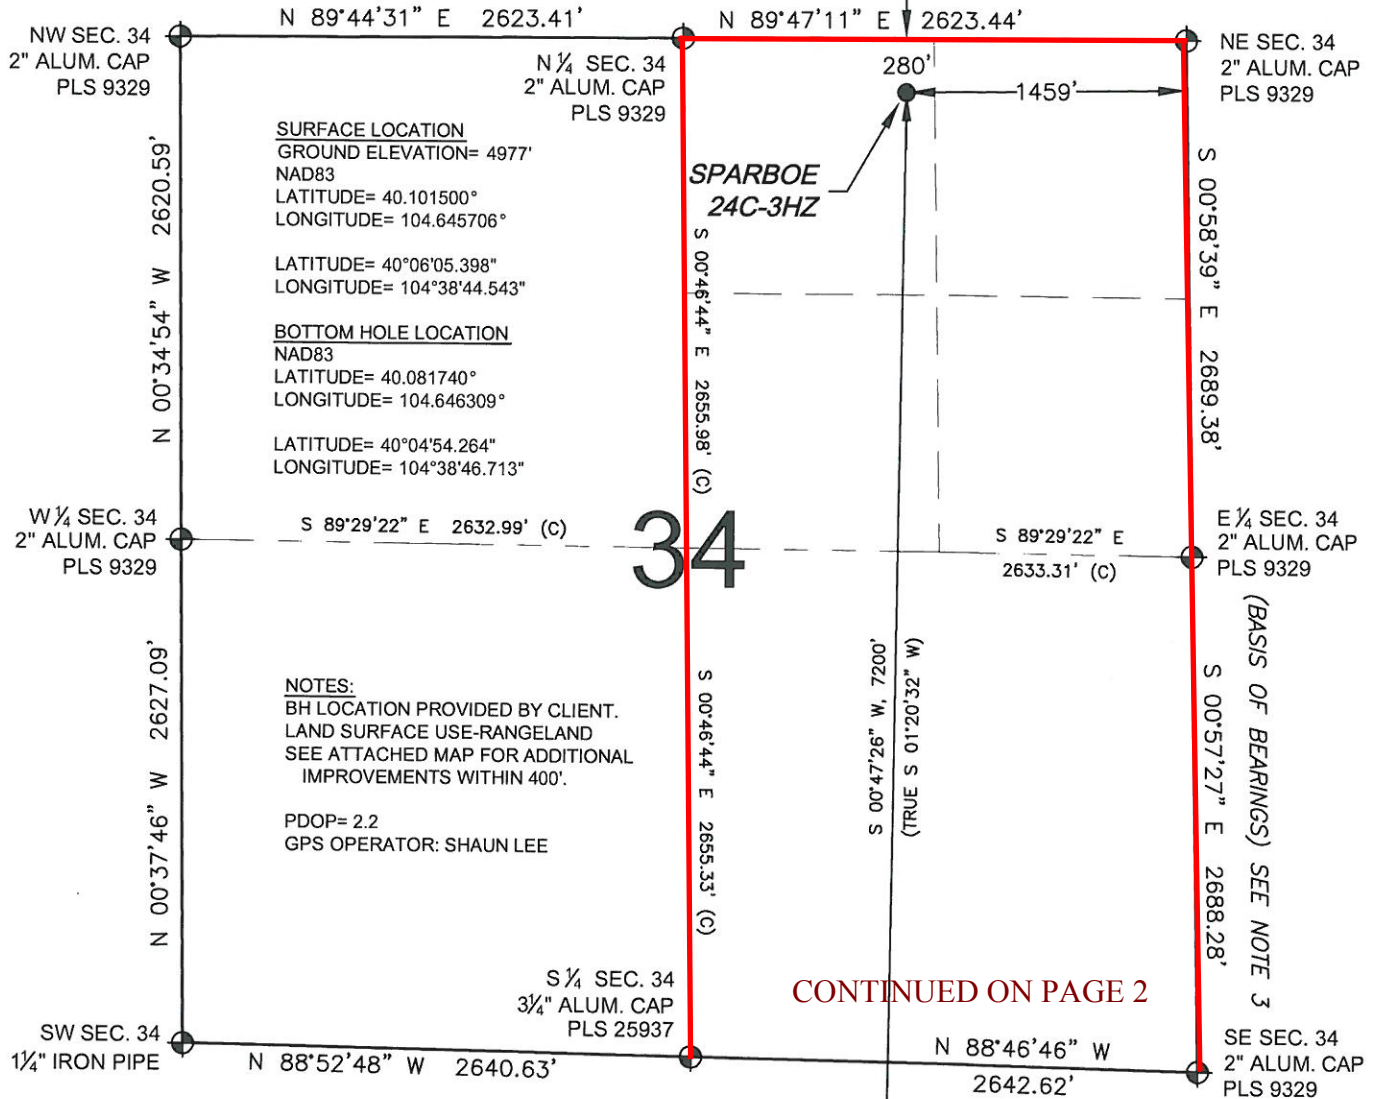 N 89°44'31" E 2623.41'
N 89°47'11" E 2623.44'
NW SEC. 34
2" ALUM. CAP
PLS 9329
N ¼ SEC. 34
2" ALUM. CAP
PLS 9329
280'
1459'
NE SEC. 34
2" ALUM. CAP
PLS 9329
SURFACE LOCATION
GROUND ELEVATION= 4977'
NAD83
LATITUDE= 40.101500°
LONGITUDE= 104.645706°
LATITUDE= 40°06'05.398"
LONGITUDE= 104°38'44.543"
BOTTOM HOLE LOCATION
NAD83
LATITUDE= 40.081740°
LONGITUDE= 104.646309°
LATITUDE= 40°04'54.264"
LONGITUDE= 104°38'46.713"
SPARBOE
24C-3HZ
N 00°34'54" W 2620.59'
S 00°46'44" E 2655.98' (C)
S 00°58'39" E 2689.38'
W ¼ SEC. 34
2" ALUM. CAP
PLS 9329
S 89°29'22" E 2632.99' (C)
34
S 89°29'22" E
2633.31' (C)
E ¼ SEC. 34
2" ALUM. CAP
PLS 9329
N 00°37'46" W 2627.09'
NOTES:
BH LOCATION PROVIDED BY CLIENT.
LAND SURFACE USE-RANGELAND
SEE ATTACHED MAP FOR ADDITIONAL
IMPROVEMENTS WITHIN 400'.
PDOP= 2.2
GPS OPERATOR: SHAUN LEE
S 00°46'44" E 2655.33' (C)
S 00°47'26" W, 7200'
(TRUE S 01°20'32" W)
S 00°57'27" E 2688.28'
(BASIS OF BEARINGS) SEE NOTE 3
S ¼ SEC. 34
3¼" ALUM. CAP
PLS 25937
CONTINUED ON PAGE 2
SW SEC. 34
1¼" IRON PIPE
N 88°52'48" W 2640.63'
N 88°46'46" W
2642.62'
SE SEC. 34
2" ALUM. CAP
PLS 9329